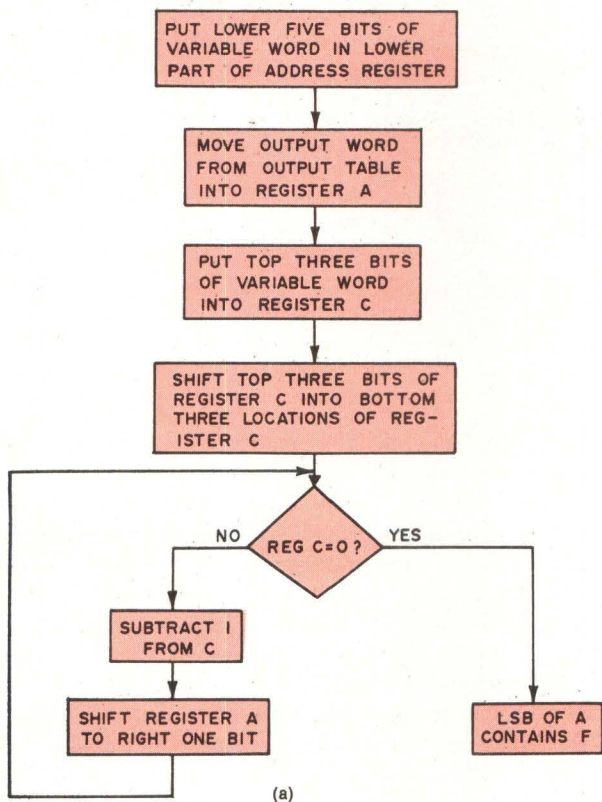 PUT LOWER FIVE BITS OF
VARIABLE WORD IN LOWER
PART OF ADDRESS REGISTER
MOVE OUTPUT WORD
FROM OUTPUT TABLE
INTO REGISTER A
PUT TOP THREE BITS
OF VARIABLE WORD
INTO REGISTER C
SHIFT TOP THREE BITS OF
REGISTER C INTO BOTTOM
THREE LOCATIONS OF REG-
ISTER C
NO
REG C=0?
YES
SUBTRACT 1
FROM C
SHIFT REGISTER A
TO RIGHT ONE BIT
LSB OF A
CONTAINS F
(a)